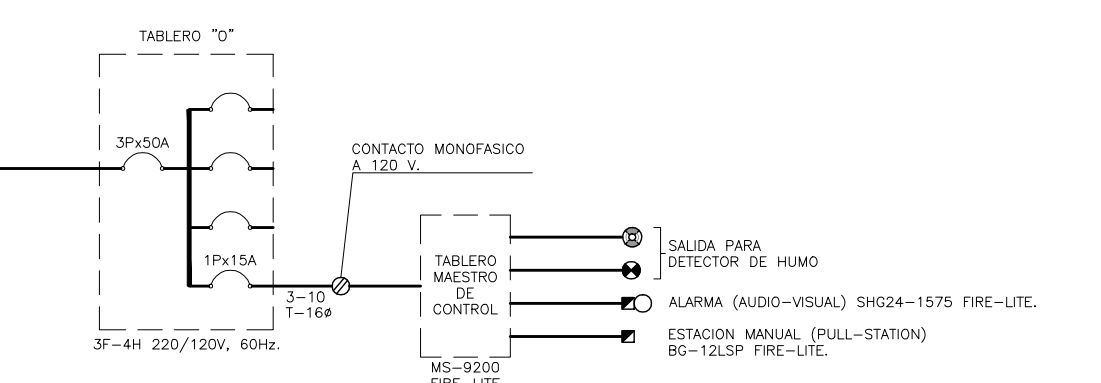 TABLERO "O"
3Px50A
CONTACTO MONOFASICO
A 120 V.
1Px15A
3-10
T-16ø
3F-4H 220/120V, 60Hz.
TABLERO
MAESTRO
DE
CONTROL
MS-9200
FIRE-LITE
SALIDA PARA
DETECTOR DE HUMO
ALARMA (AUDIO-VISUAL) SHG24-1575 FIRE-LITE.
ESTACION MANUAL (PULL-STATION)
BG-12LSP FIRE-LITE.